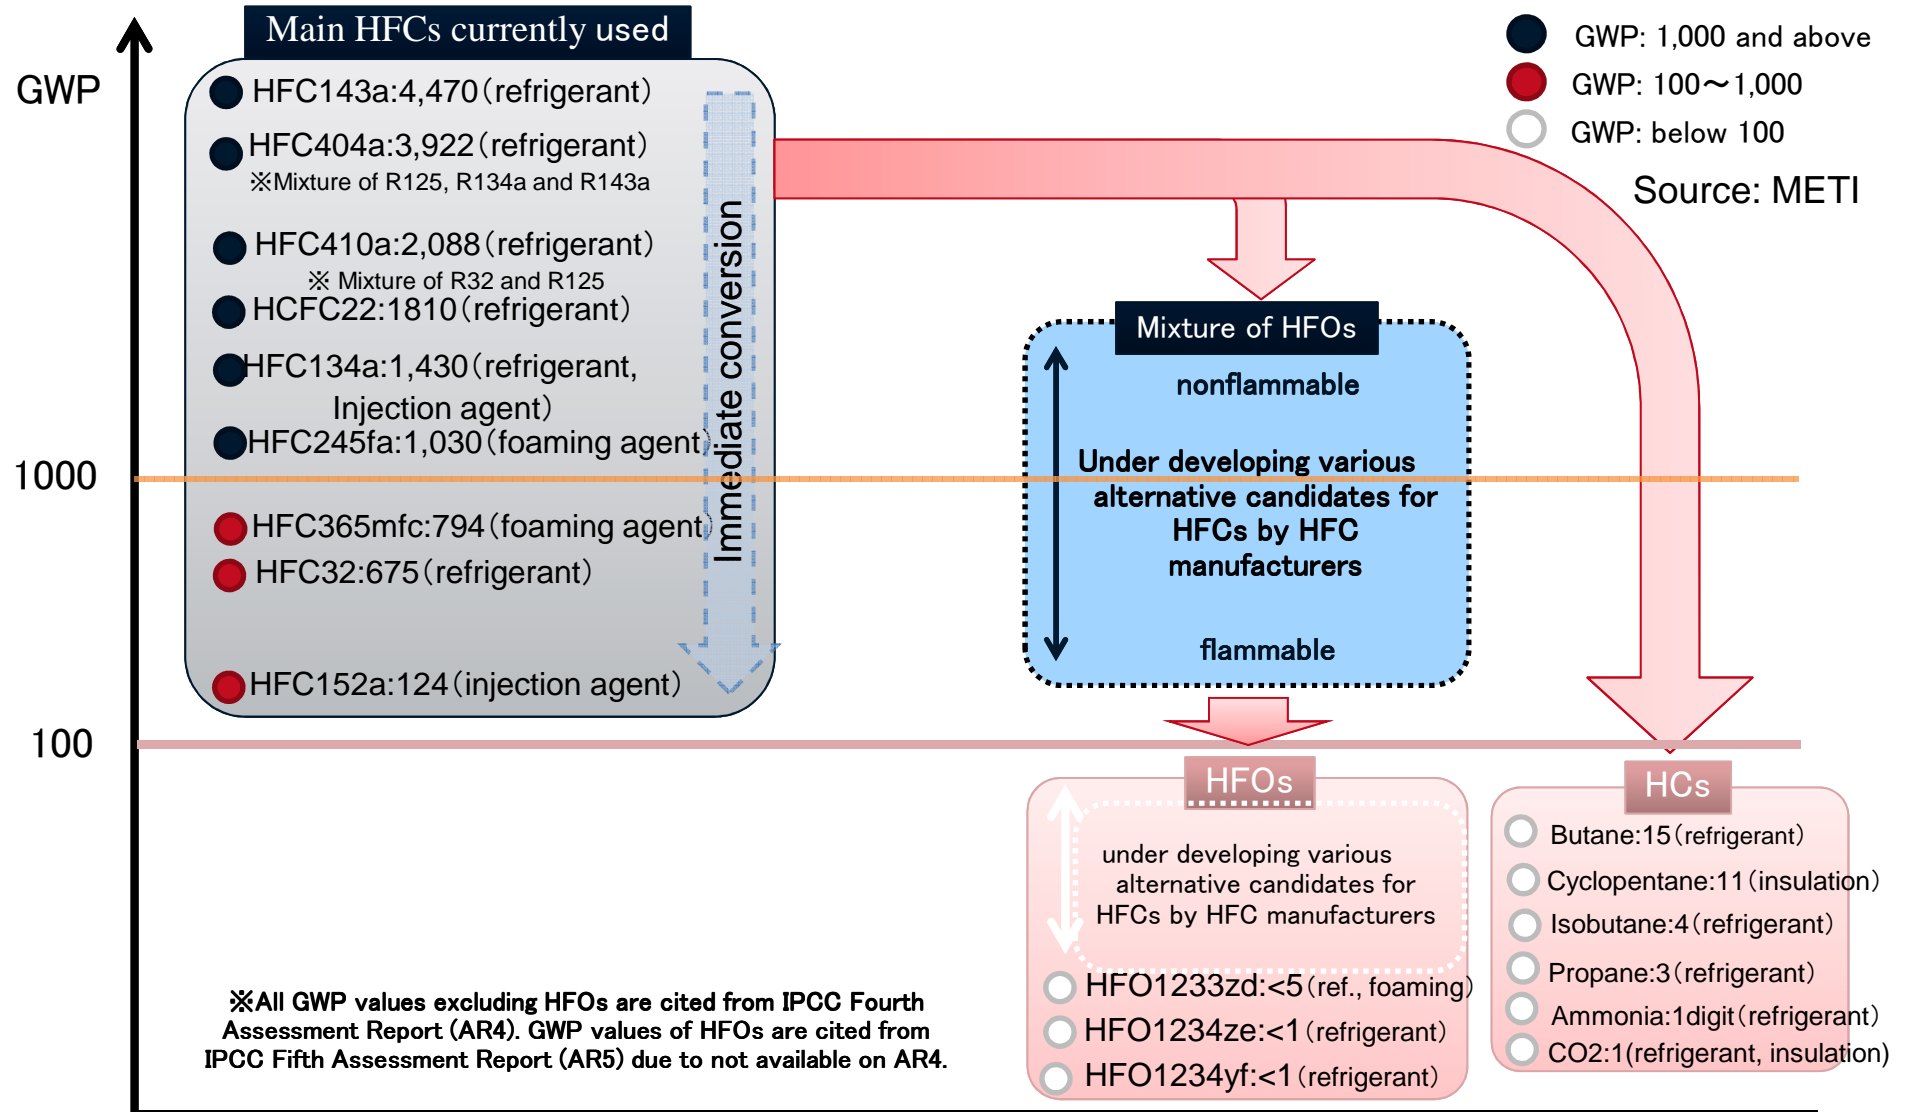 Main HFCs currently used
GWP
HFC143a:4,470(refrigerant)
HFC404a:3,922(refrigerant)
※Mixture of R125, R134a and R143a
HFC410a:2,088(refrigerant)
※ Mixture of R32 and R125
HCFC22:1810(refrigerant)
HFC134a:1,430(refrigerant,
Injection agent)
HFC245fa:1,030(foaming agent)
1000
HFC365mfc:794(foaming agent)
HFC32:675(refrigerant)
HFC152a:124(injection agent)
100
Immediate conversion
GWP: 1,000 and above
GWP: 100~1,000
GWP: below 100
Source: METI
Mixture of HFOs
nonflammable
Under developing various
alternative candidates for
HFCs by HFC
manufacturers
flammable
HFOs
under developing various
alternative candidates for
HFCs by HFC manufacturers
HFO1233zd:<5(ref., foaming)
HFO1234ze:<1(refrigerant)
HFO1234yf:<1(refrigerant)
HCs
Butane:15(refrigerant)
Cyclopentane:11(insulation)
Isobutane:4(refrigerant)
Propane:3(refrigerant)
Ammonia:1digit(refrigerant)
CO2:1(refrigerant, insulation)
※All GWP values excluding HFOs are cited from IPCC Fourth
Assessment Report (AR4). GWP values of HFOs are cited from
IPCC Fifth Assessment Report (AR5) due to not available on AR4.